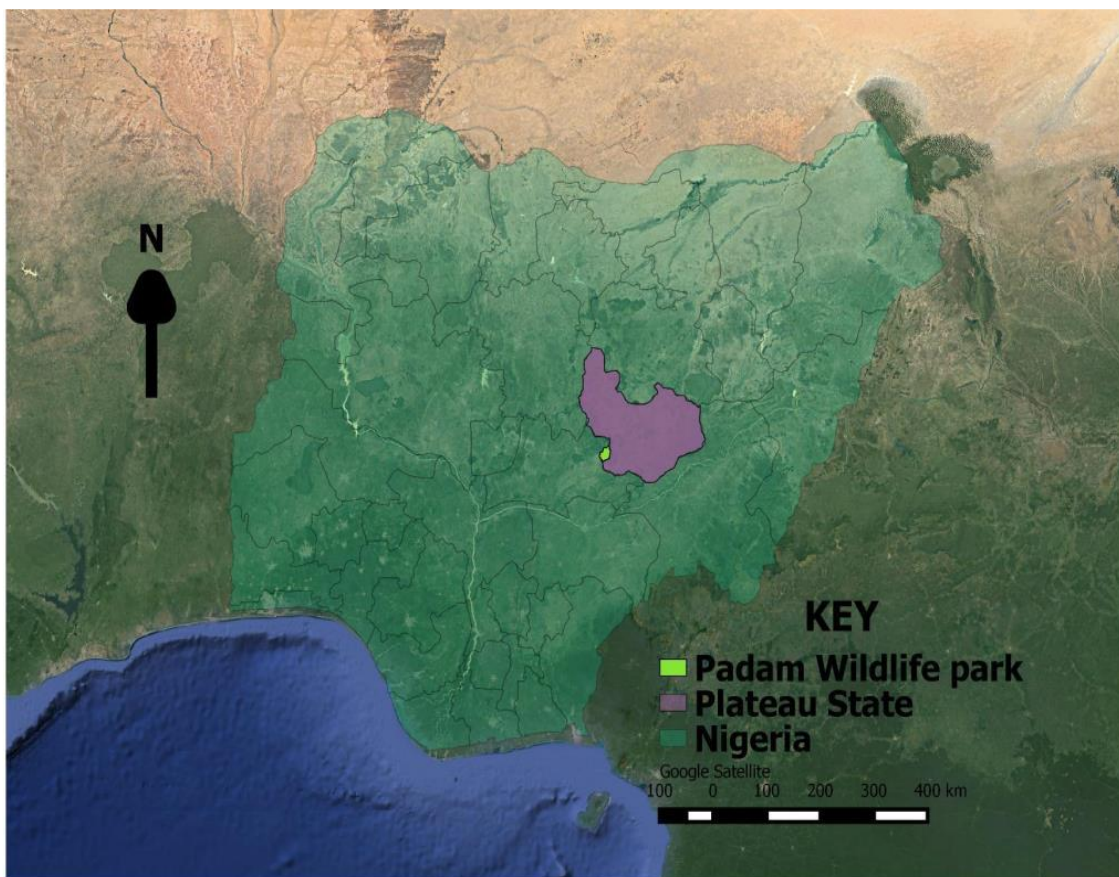 N
KEY
Padam Wildlife park
Plateau State
Nigeria
Google Satellite
100 0 100 200 300 400 km